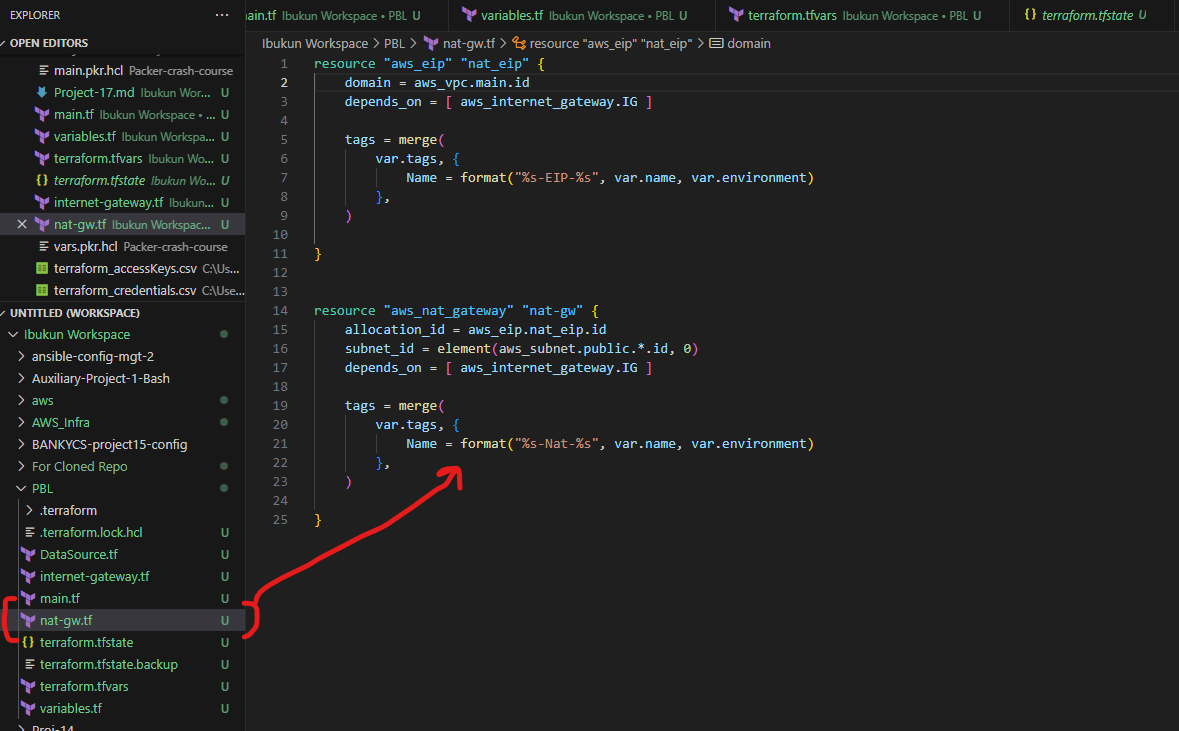 EXPLORER ···
OPEN EDITORS
main.pkr.hcl Packer-crash-course
Project-17.md Ibukun Wor... U
main.tf Ibukun Workspace • ... U
variables.tf Ibukun Workspa... U
terraform.tfvars Ibukun Wo... U
{} terraform.tfstate Ibukun Wo... U
internet-gateway.tf Ibukun... U
nat-gw.tf Ibukun Workspac... U
vars.pkr.hcl Packer-crash-course
terraform_accessKeys.csv C:\Us...
terraform_credentials.csv C:\Use...
UNTITLED (WORKSPACE)
Ibukun Workspace
ansible-config-mgt-2
Auxiliary-Project-1-Bash
aws
AWS_Infra
BANKYCS-project15-config
For Cloned Repo
PBL
.terraform
.terraform.lock.hcl U
DataSource.tf U
internet-gateway.tf U
main.tf U
nat-gw.tf U
{} terraform.tfstate U
terraform.tfstate.backup U
terraform.tfvars U
variables.tf U
Proj-14
ain.tf Ibukun Workspace • PBL U
variables.tf Ibukun Workspace • PBL U
terraform.tfvars Ibukun Workspace • PBL U
{} terraform.tfstate U
Ibukun Workspace > PBL > nat-gw.tf > resource "aws_eip" "nat_eip" > domain
1 resource "aws_eip" "nat_eip" {
2 domain = aws_vpc.main.id
3 depends_on = [ aws_internet_gateway.IG ]
4
5 tags = merge(
6 var.tags, {
7 Name = format("%s-EIP-%s", var.name, var.environment)
8 },
9 )
10
11 }
12
13
14 resource "aws_nat_gateway" "nat-gw" {
15 allocation_id = aws_eip.nat_eip.id
16 subnet_id = element(aws_subnet.public.*.id, 0)
17 depends_on = [ aws_internet_gateway.IG ]
18
19 tags = merge(
20 var.tags, {
21 Name = format("%s-Nat-%s", var.name, var.environment)
22 },
23 )
24
25 }